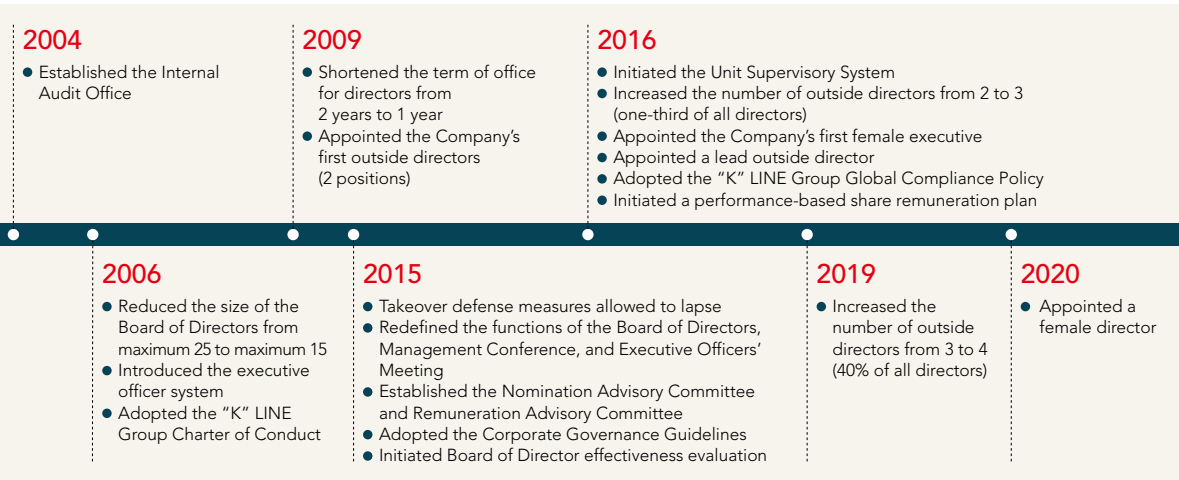 2004
● Established the Internal
Audit Office
2009
● Shortened the term of office
for directors from
2 years to 1 year
● Appointed the Company’s
first outside directors
(2 positions)
2016
● Initiated the Unit Supervisory System
● Increased the number of outside directors from 2 to 3
(one-third of all directors)
● Appointed the Company’s first female executive
● Appointed a lead outside director
● Adopted the “K” LINE Group Global Compliance Policy
● Initiated a performance-based share remuneration plan
2006
● Reduced the size of the
Board of Directors from
maximum 25 to maximum 15
● Introduced the executive
officer system
● Adopted the “K” LINE
Group Charter of Conduct
2015
● Takeover defense measures allowed to lapse
● Redefined the functions of the Board of Directors,
Management Conference, and Executive Officers’
Meeting
● Established the Nomination Advisory Committee
and Remuneration Advisory Committee
● Adopted the Corporate Governance Guidelines
● Initiated Board of Director effectiveness evaluation
2019
● Increased the
number of outside
directors from 3 to 4
(40% of all directors)
2020
● Appointed a
female director